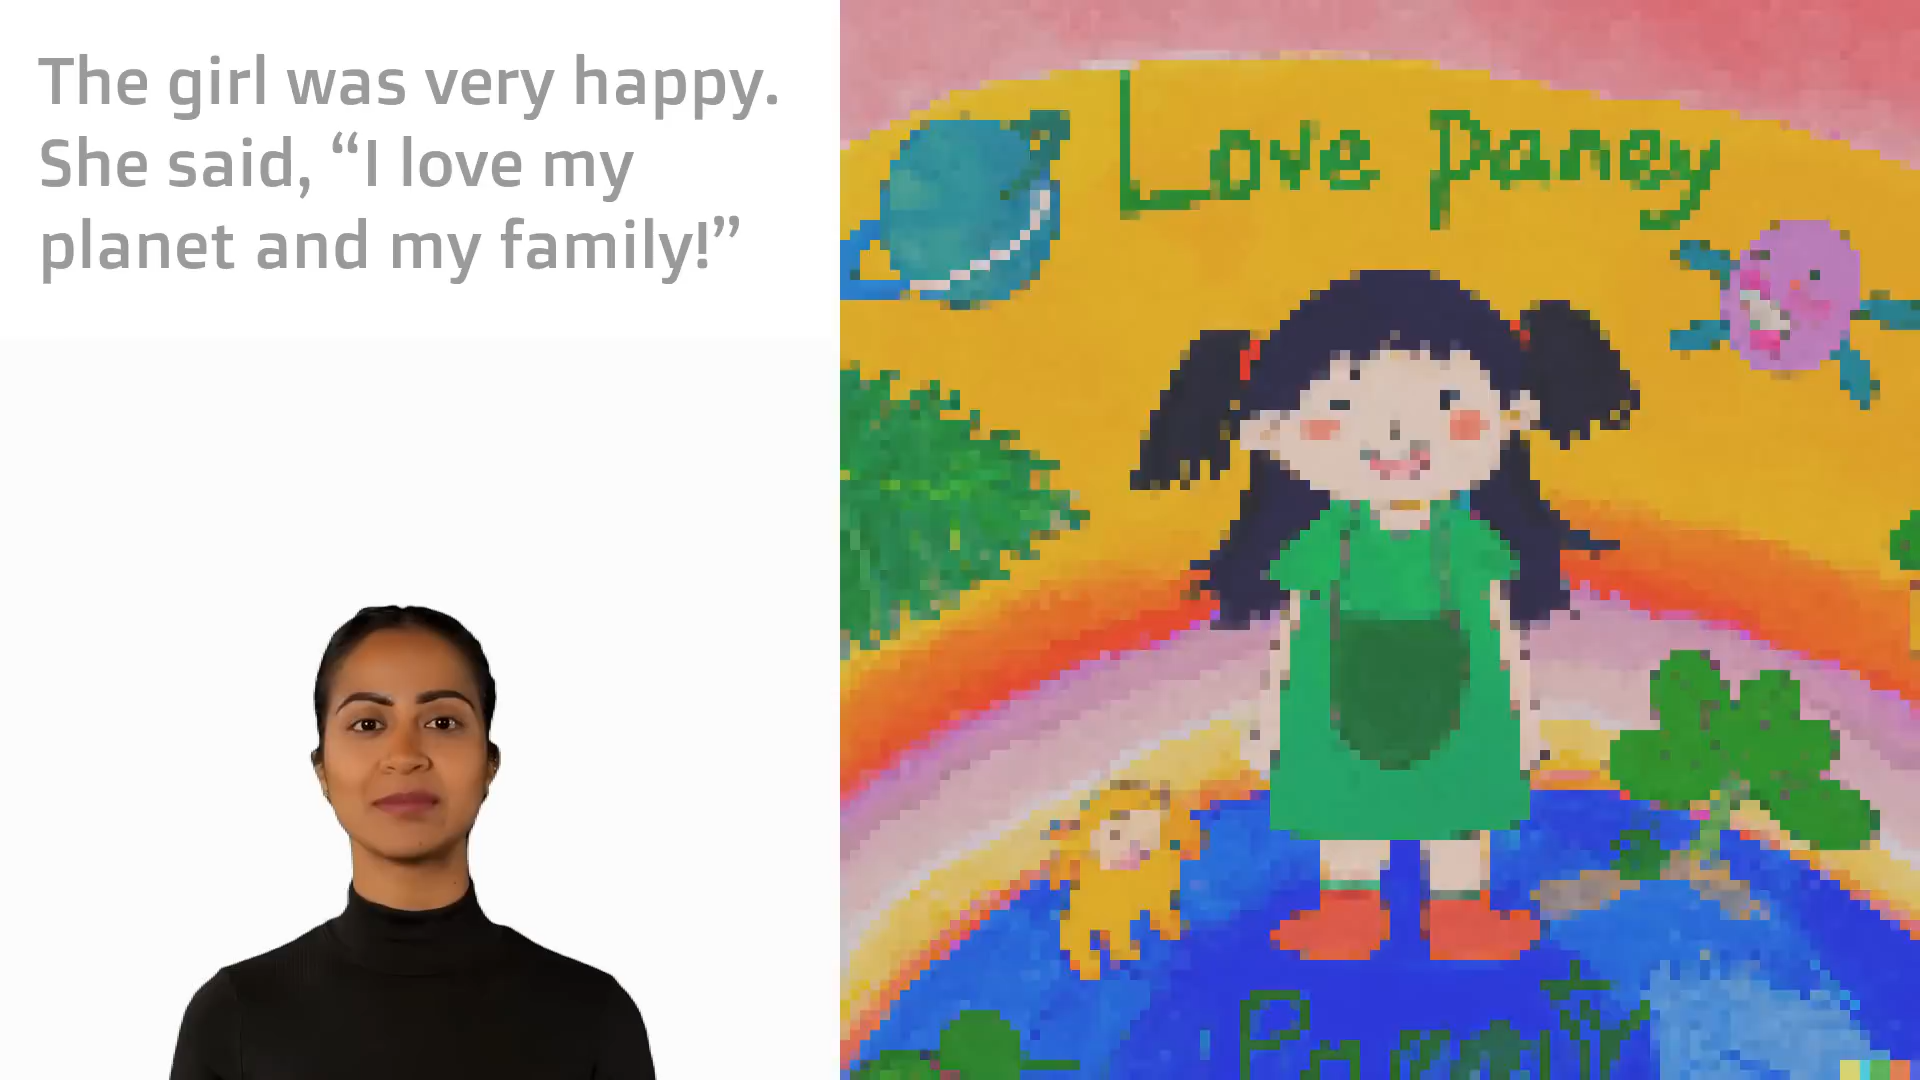 The girl was very happy.
She said, “I love my
planet and my family!”
Love paney